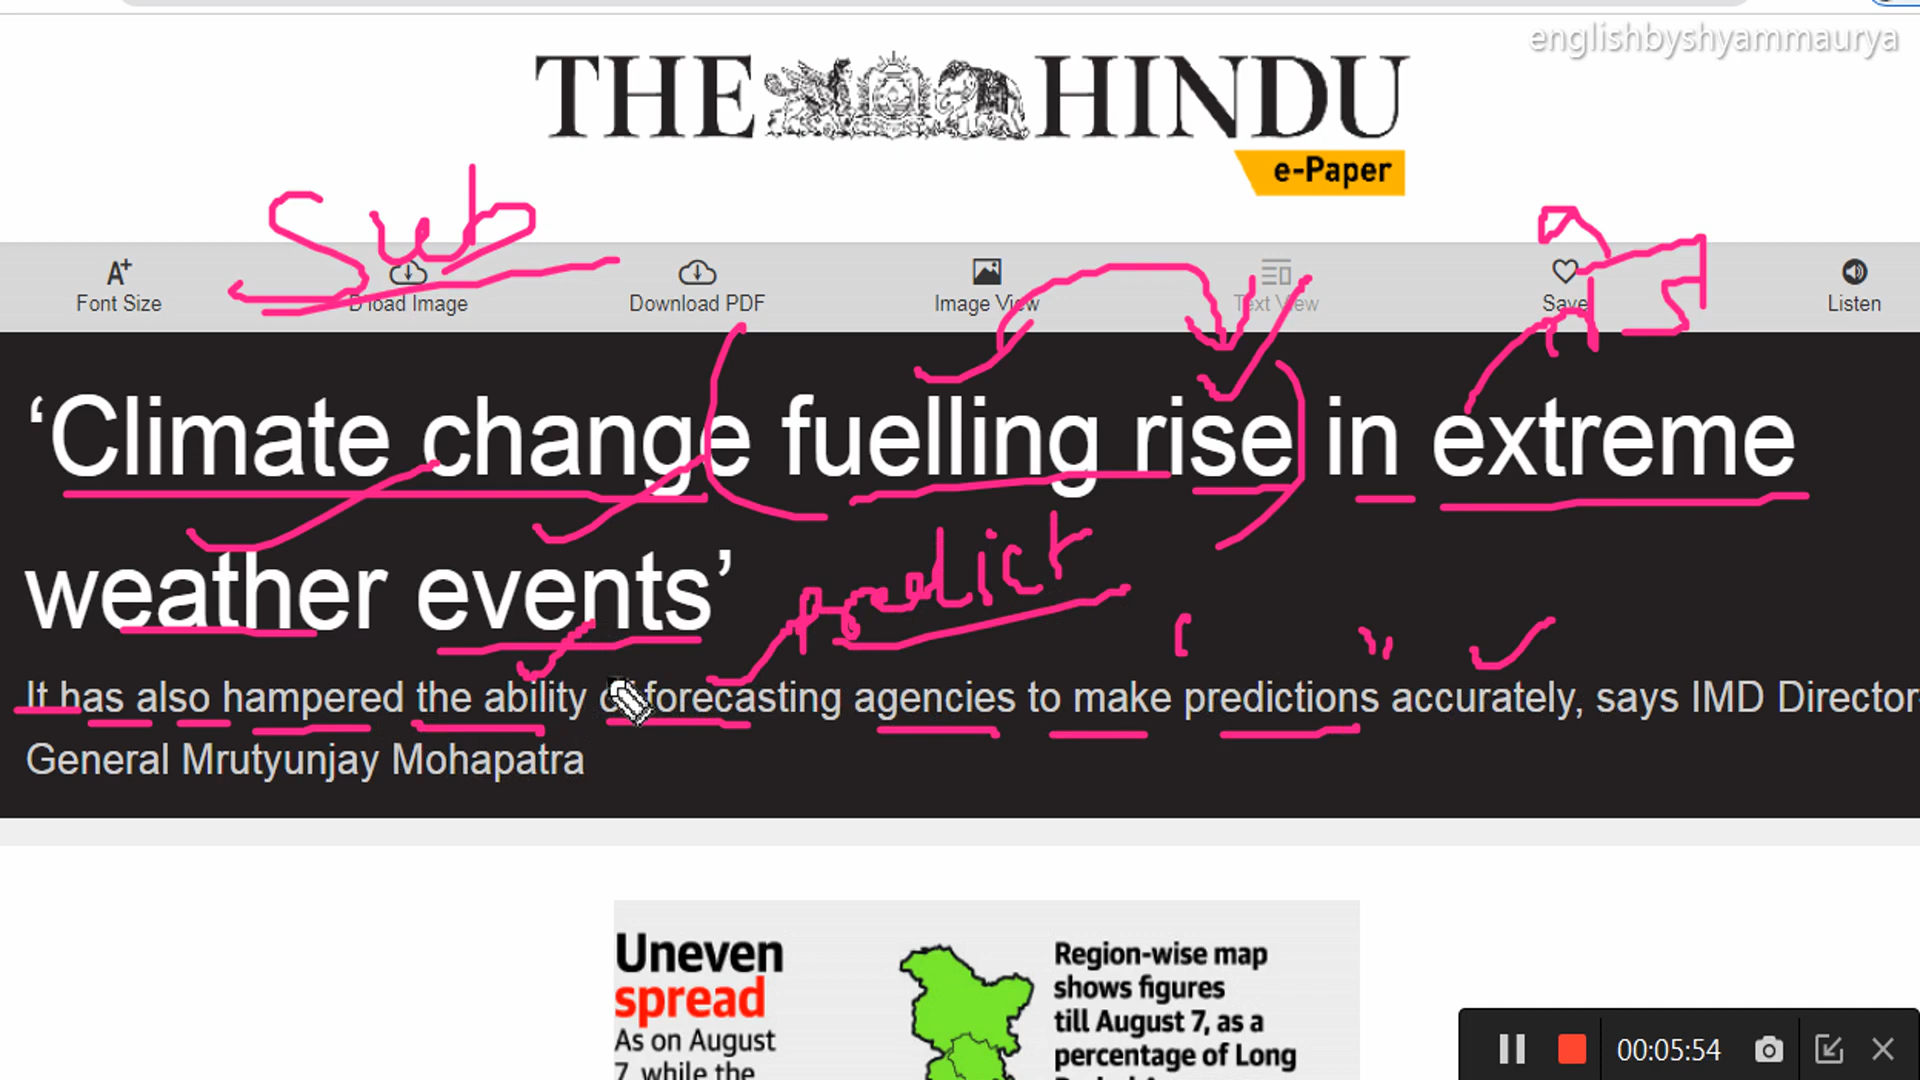 englishbyshyammaurya
THE HINDU
e-Paper
Sub
A+
Font Size
D'load Image
Download PDF
Image View
Text View
Save
Listen
‘Climate change fuelling rise in extreme
weather events’
predict
It has also hampered the ability of forecasting agencies to make predictions accurately, says IMD Director-
General Mrutyunjay Mohapatra
Uneven
spread
As on August
7, while the
Region-wise map
shows figures
till August 7, as a
percentage of Long
00:05:54